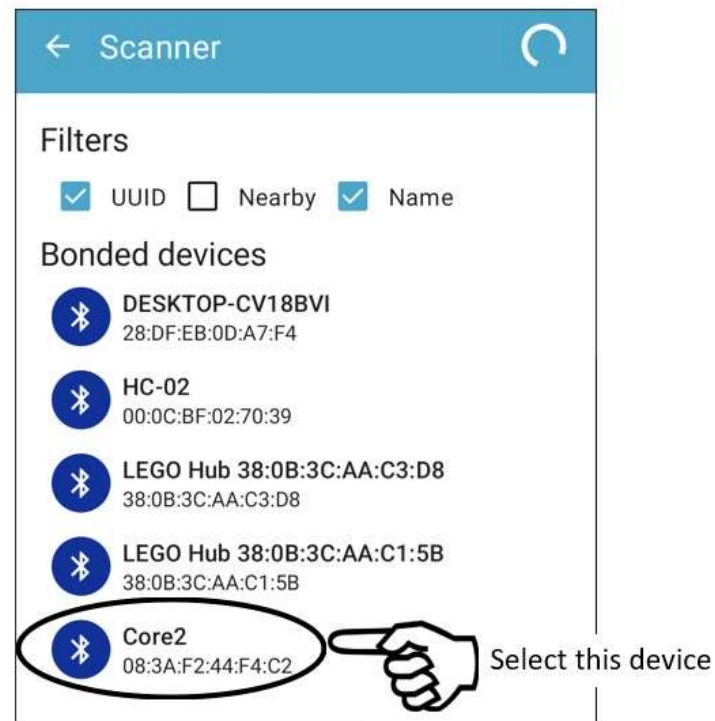 Scanner
Filters
UUID Nearby Name
Bonded devices
DESKTOP-CV18BVI
28:DF:EB:0D:A7:F4
HC-02
00:0C:BF:02:70:39
LEGO Hub 38:0B:3C:AA:C3:D8
38:0B:3C:AA:C3:D8
LEGO Hub 38:0B:3C:AA:C1:5B
38:0B:3C:AA:C1:5B
Core2
08:3A:F2:44:F4:C2
Select this device